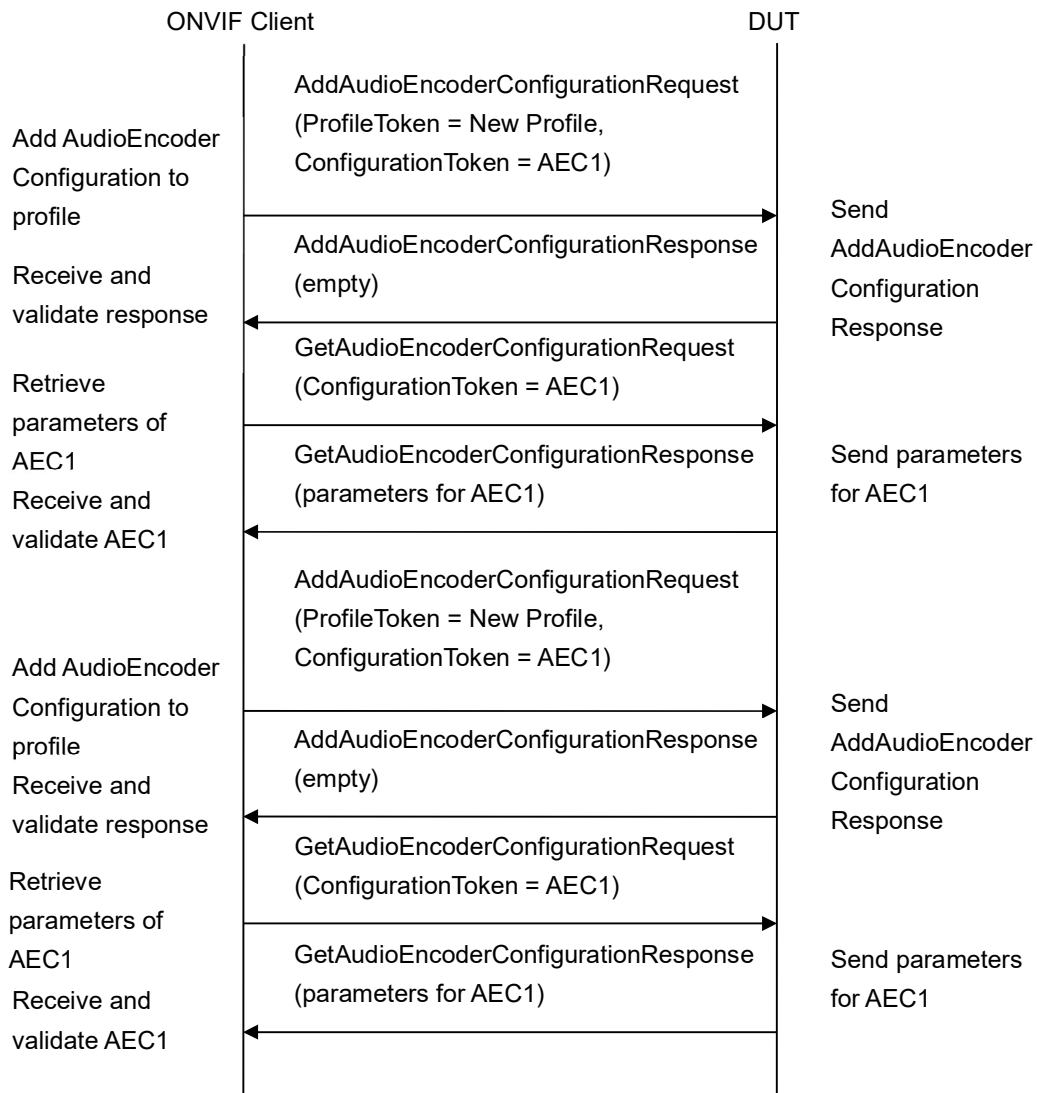 ONVIF Client
DUT
AddAudioEncoderConfigurationRequest
(ProfileToken = New Profile,
ConfigurationToken = AEC1)
Add AudioEncoder
Configuration to
profile
Send
AddAudioEncoder
Configuration
Response
AddAudioEncoderConfigurationResponse
(empty)
Receive and
validate response
GetAudioEncoderConfigurationRequest
(ConfigurationToken = AEC1)
Retrieve
parameters of
AEC1
GetAudioEncoderConfigurationResponse
(parameters for AEC1)
Send parameters
for AEC1
Receive and
validate AEC1
AddAudioEncoderConfigurationRequest
(ProfileToken = New Profile,
ConfigurationToken = AEC1)
Add AudioEncoder
Configuration to
profile
Send
AddAudioEncoder
Configuration
Response
AddAudioEncoderConfigurationResponse
(empty)
Receive and
validate response
GetAudioEncoderConfigurationRequest
(ConfigurationToken = AEC1)
Retrieve
parameters of
AEC1
GetAudioEncoderConfigurationResponse
(parameters for AEC1)
Send parameters
for AEC1
Receive and
validate AEC1